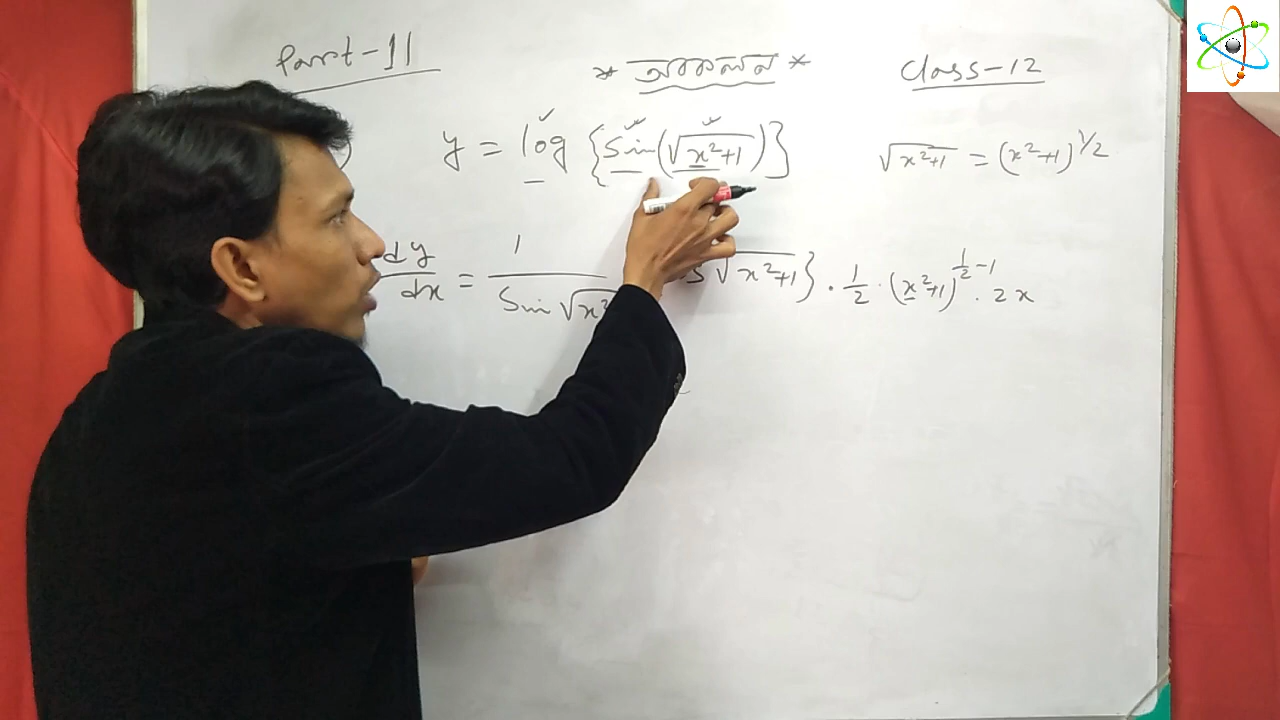 Part-11
* অবকলন *
Class-12
y = log {Sin(√x²+1)}
√x²+1 = (x²+1)^1/2
dy/dx = 1/Sin√x² √x²+1} · 1/2 · (x²+1)^1/2-1 · 2x